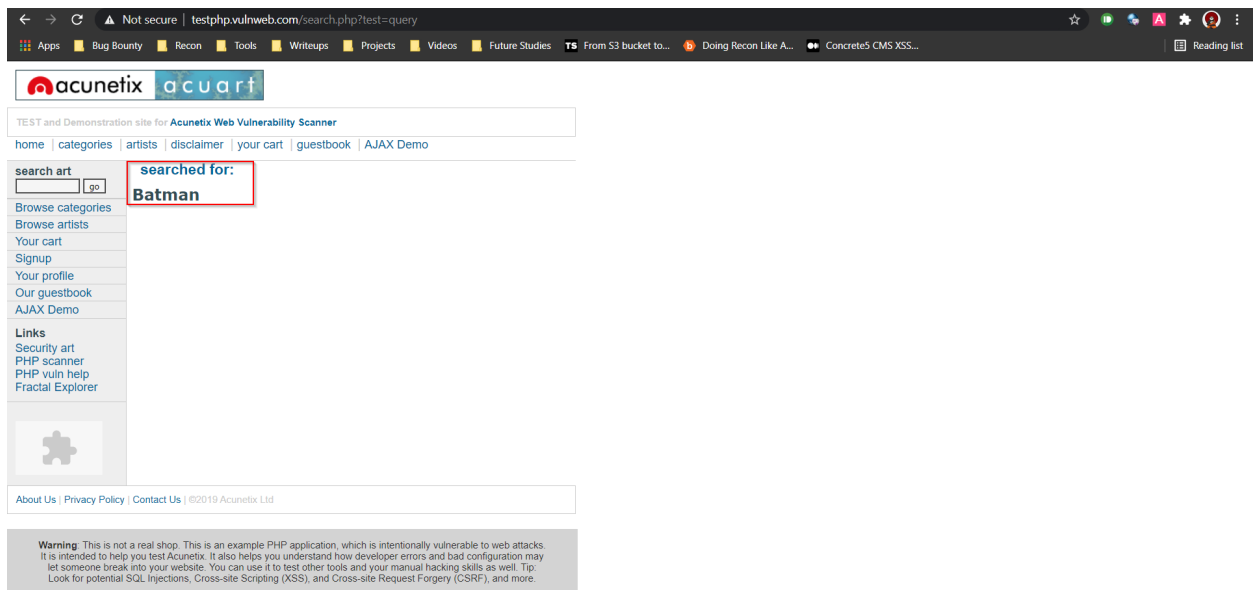 Not secure | testphp.vulnweb.com/search.php?test=query
Apps Bug Bounty Recon Tools Writeups Projects Videos Future Studies TS From S3 bucket to... b Doing Recon Like A... Concrete5 CMS XSS... Reading list
acunetix acuart
TEST and Demonstration site for Acunetix Web Vulnerability Scanner
home | categories | artists | disclaimer | your cart | guestbook | AJAX Demo
search art
go
Browse categories
Browse artists
Your cart
Signup
Your profile
Our guestbook
AJAX Demo
Links
Security art
PHP scanner
PHP vuln help
Fractal Explorer
searched for:
Batman
About Us | Privacy Policy | Contact Us | ©2019 Acunetix Ltd
Warning: This is not a real shop. This is an example PHP application, which is intentionally vulnerable to web attacks.
It is intended to help you test Acunetix. It also helps you understand how developer errors and bad configuration may
let someone break into your website. You can use it to test other tools and your manual hacking skills as well. Tip:
Look for potential SQL Injections, Cross-site Scripting (XSS), and Cross-site Request Forgery (CSRF), and more.